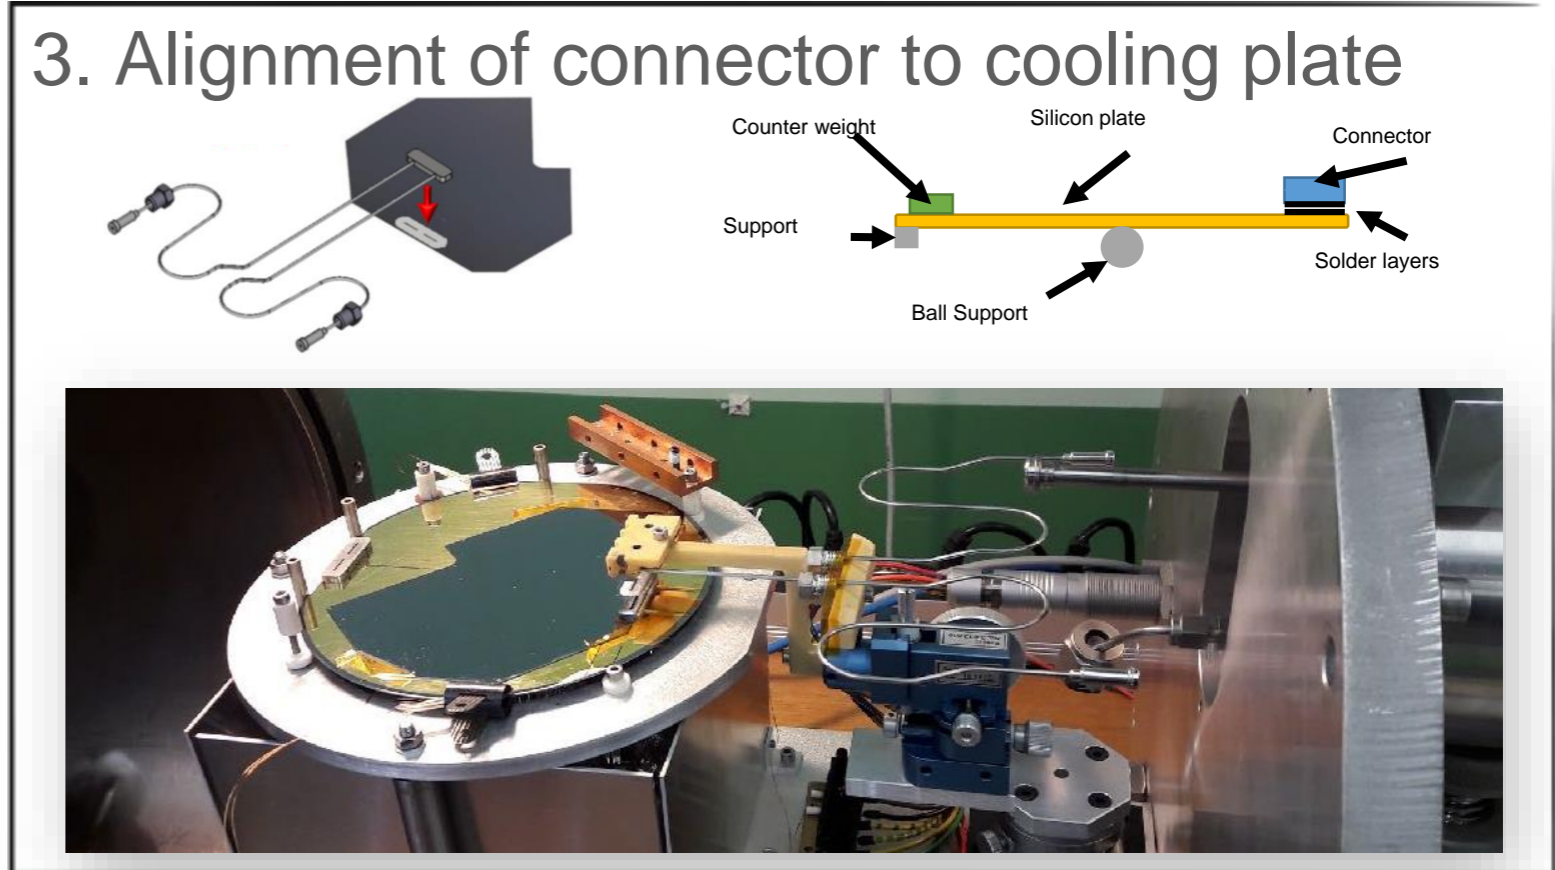 3. Alignment of connector to cooling plate
Counter weight
Silicon plate
Connector
Support
Solder layers
Ball Support